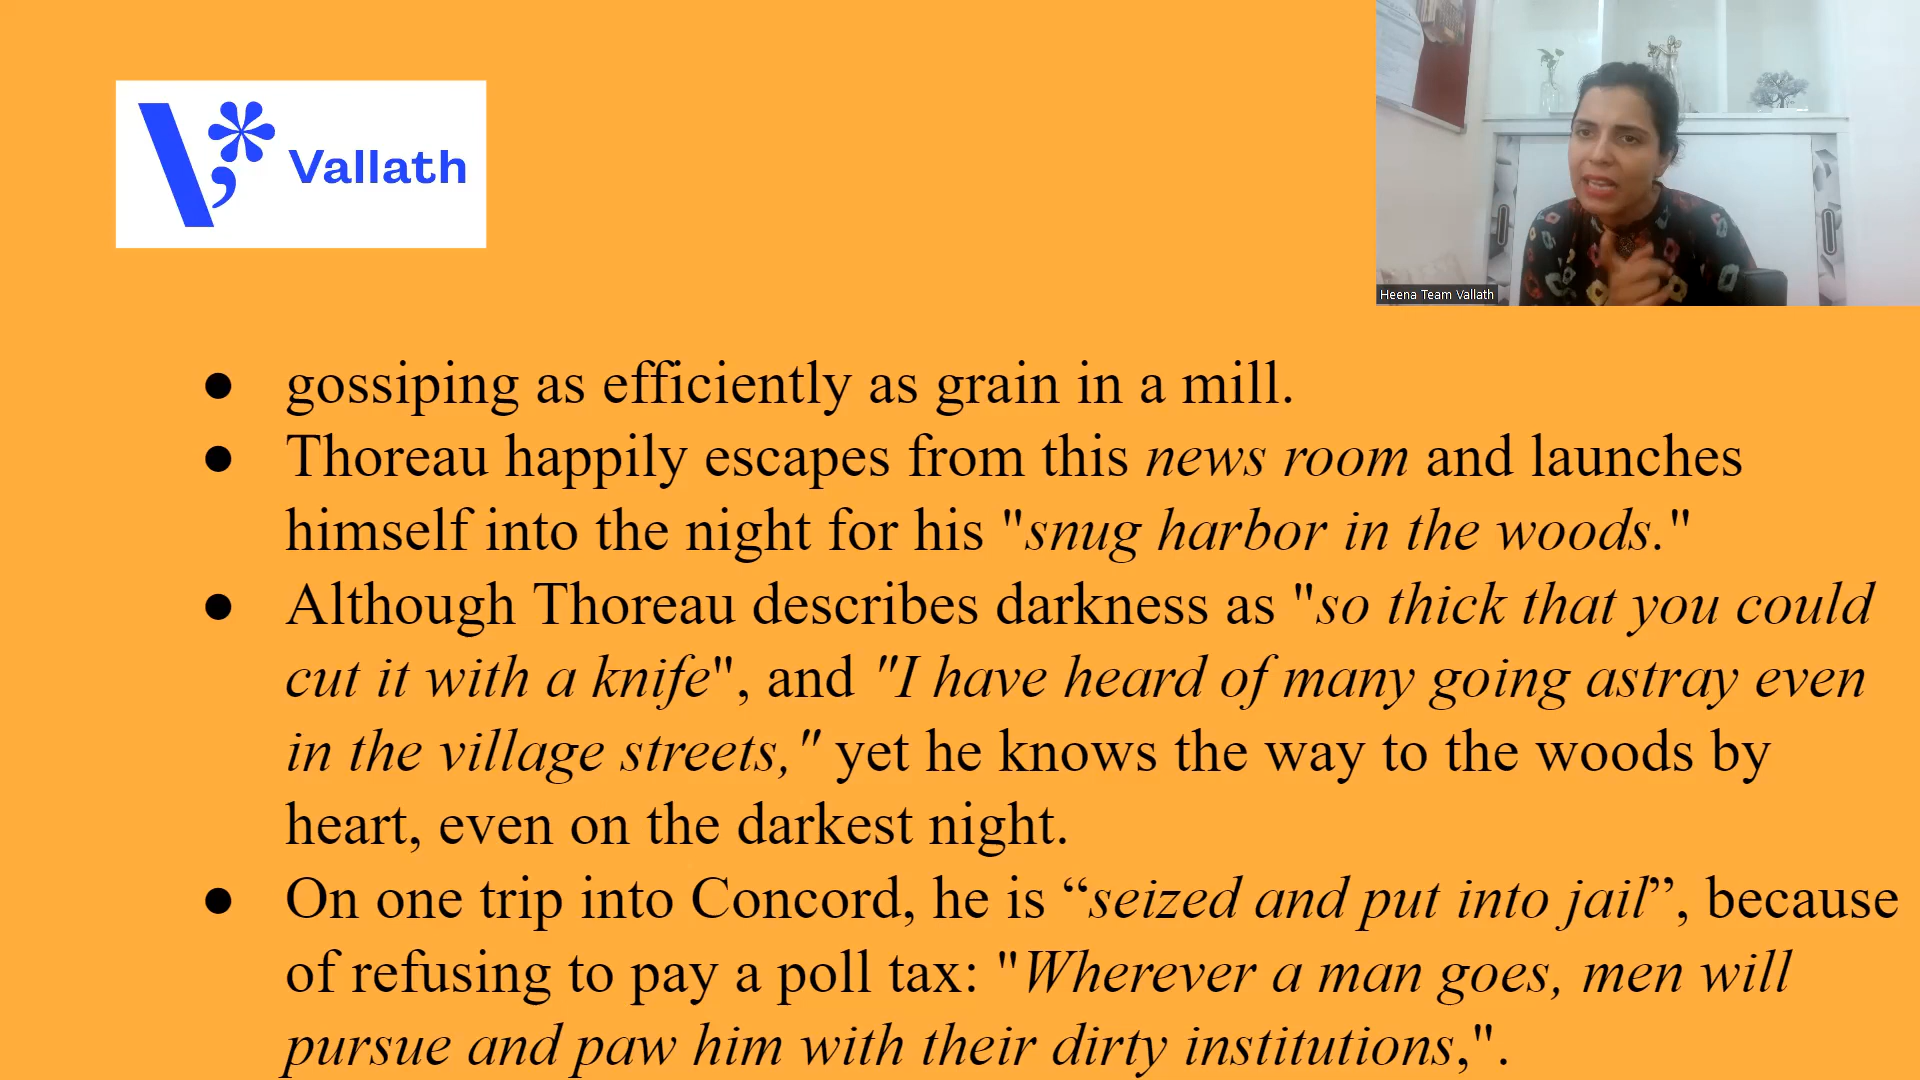 Vallath
Heena Team Vallath
● gossiping as efficiently as grain in a mill.
● Thoreau happily escapes from this news room and launches
himself into the night for his "snug harbor in the woods."
● Although Thoreau describes darkness as "so thick that you could
cut it with a knife", and "I have heard of many going astray even
in the village streets," yet he knows the way to the woods by
heart, even on the darkest night.
● On one trip into Concord, he is “seized and put into jail”, because
of refusing to pay a poll tax: "Wherever a man goes, men will
pursue and paw him with their dirty institutions,".